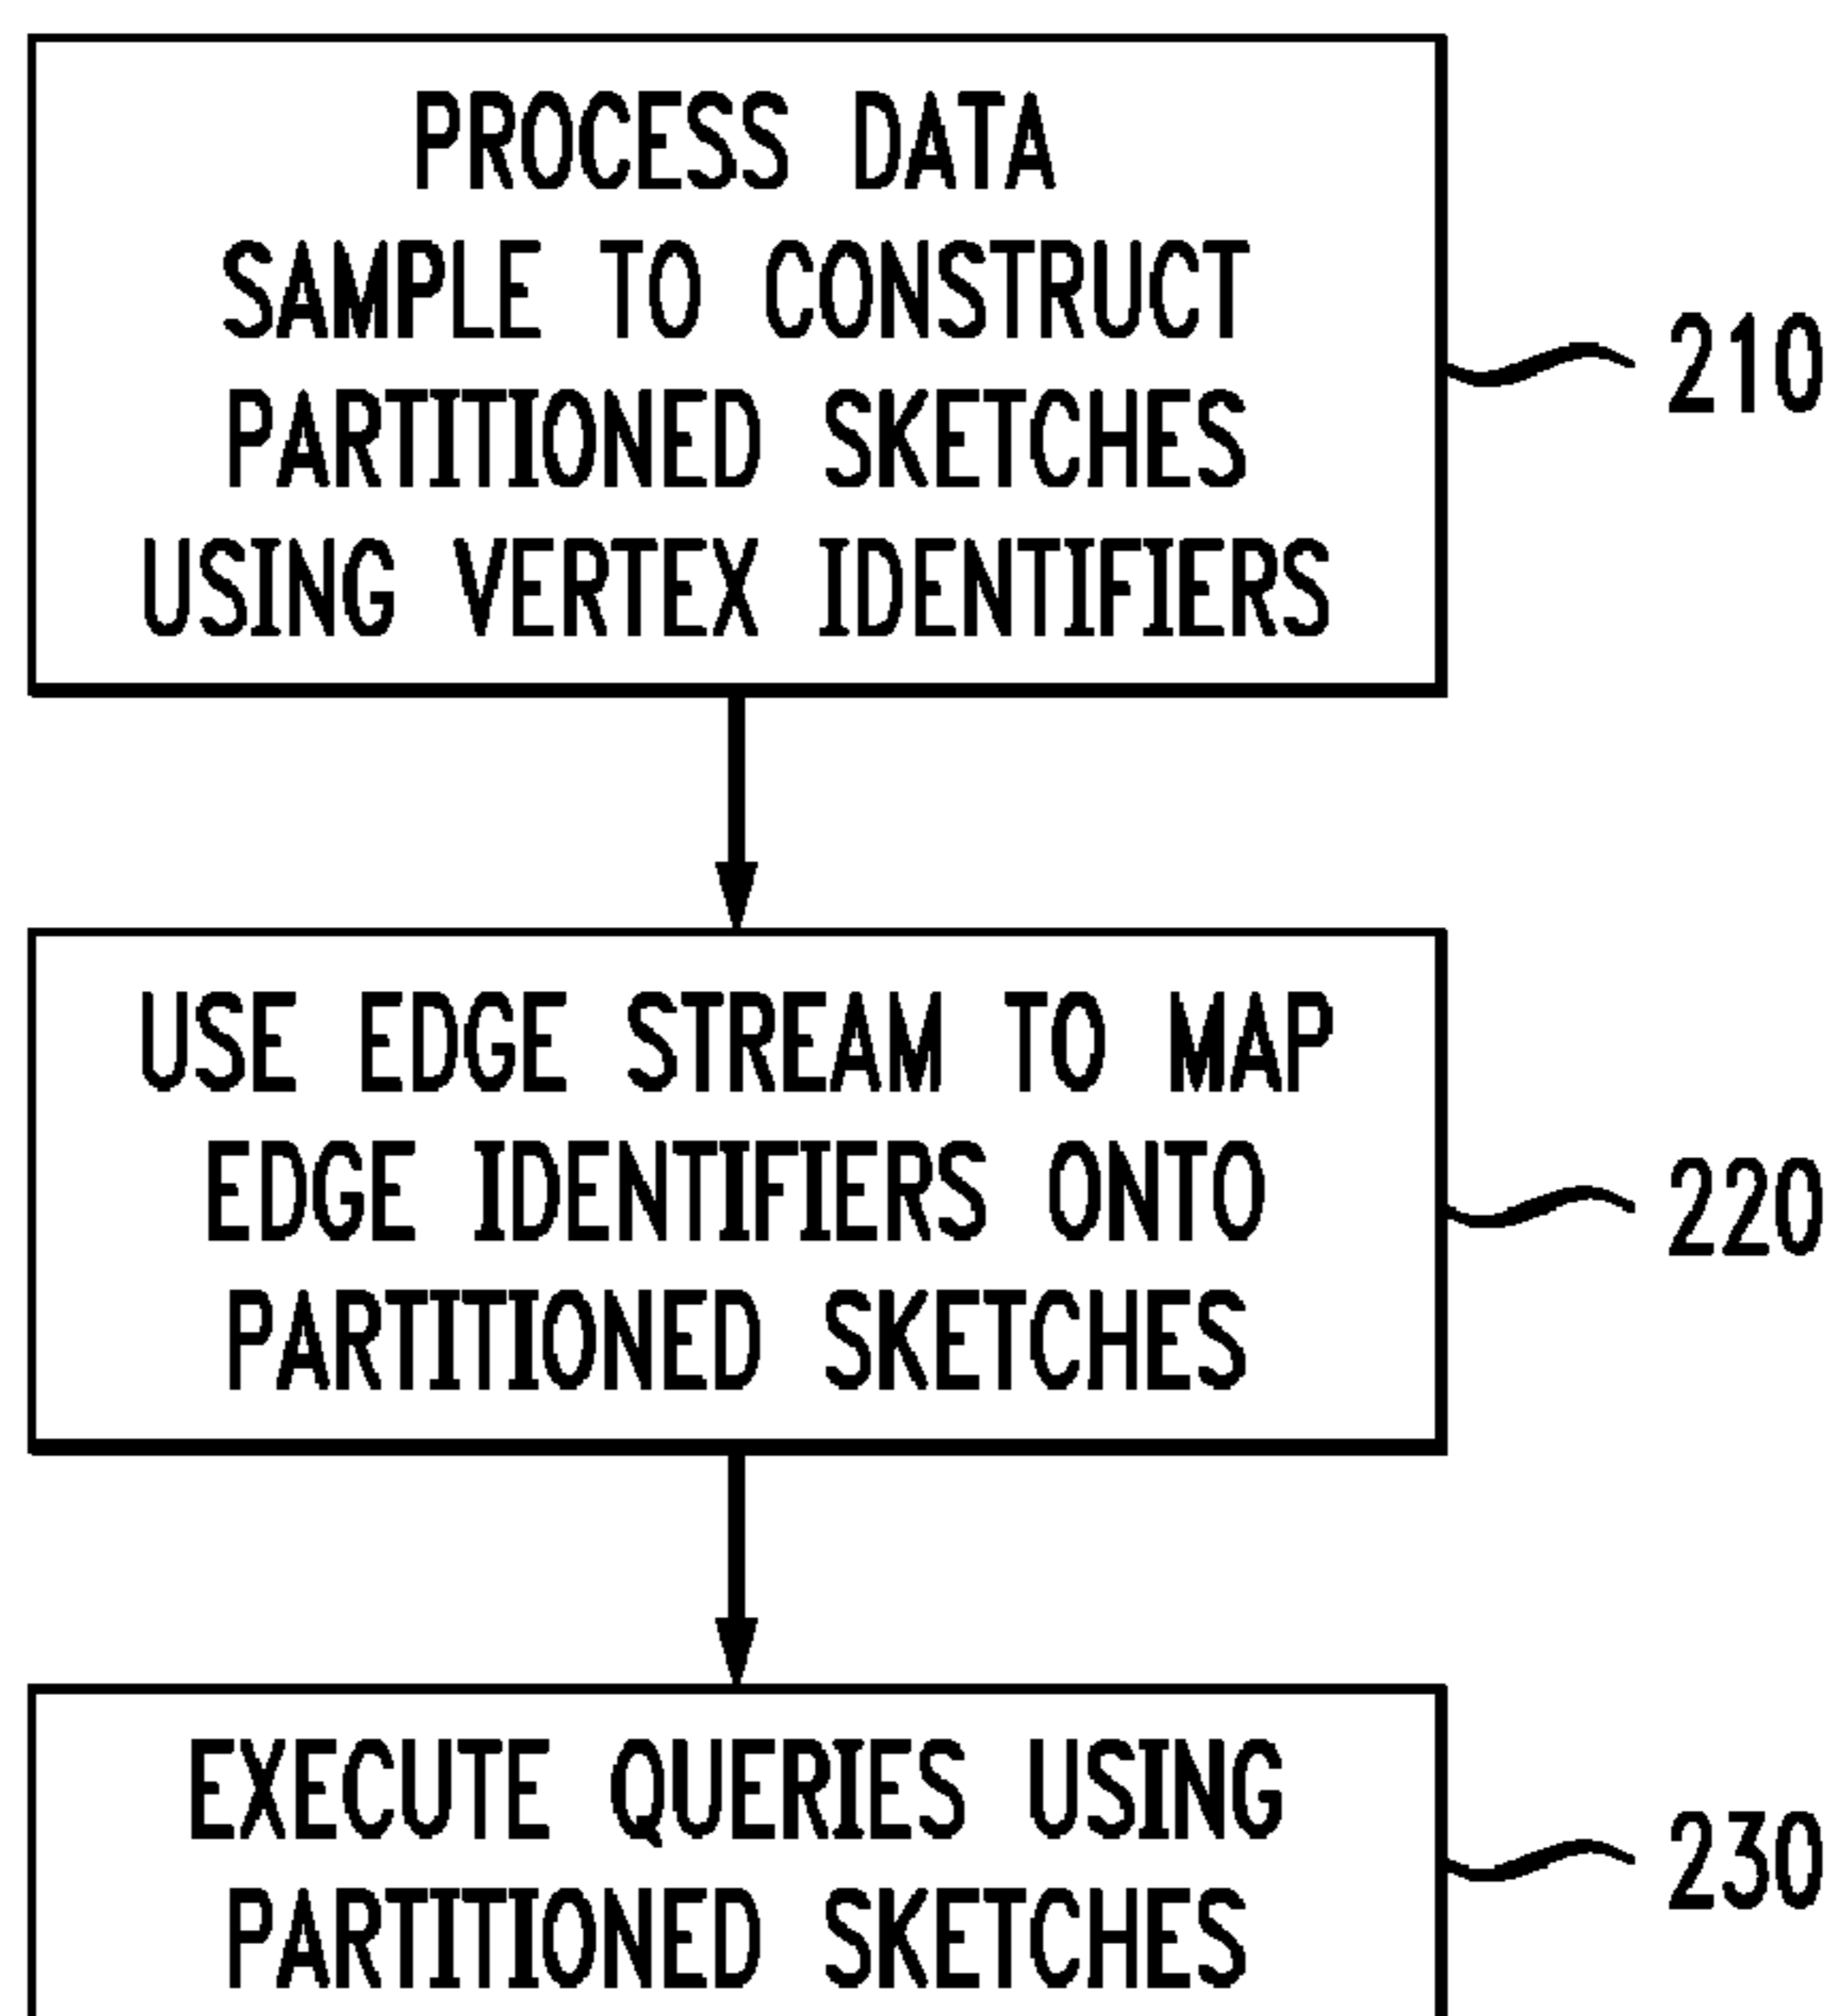 PROCESS DATA
SAMPLE TO CONSTRUCT
PARTITIONED SKETCHES
USING VERTEX IDENTIFIERS
210
USE EDGE STREAM TO MAP
EDGE IDENTIFIERS ONTO
PARTITIONED SKETCHES
220
EXECUTE QUERIES USING
PARTITIONED SKETCHES
230